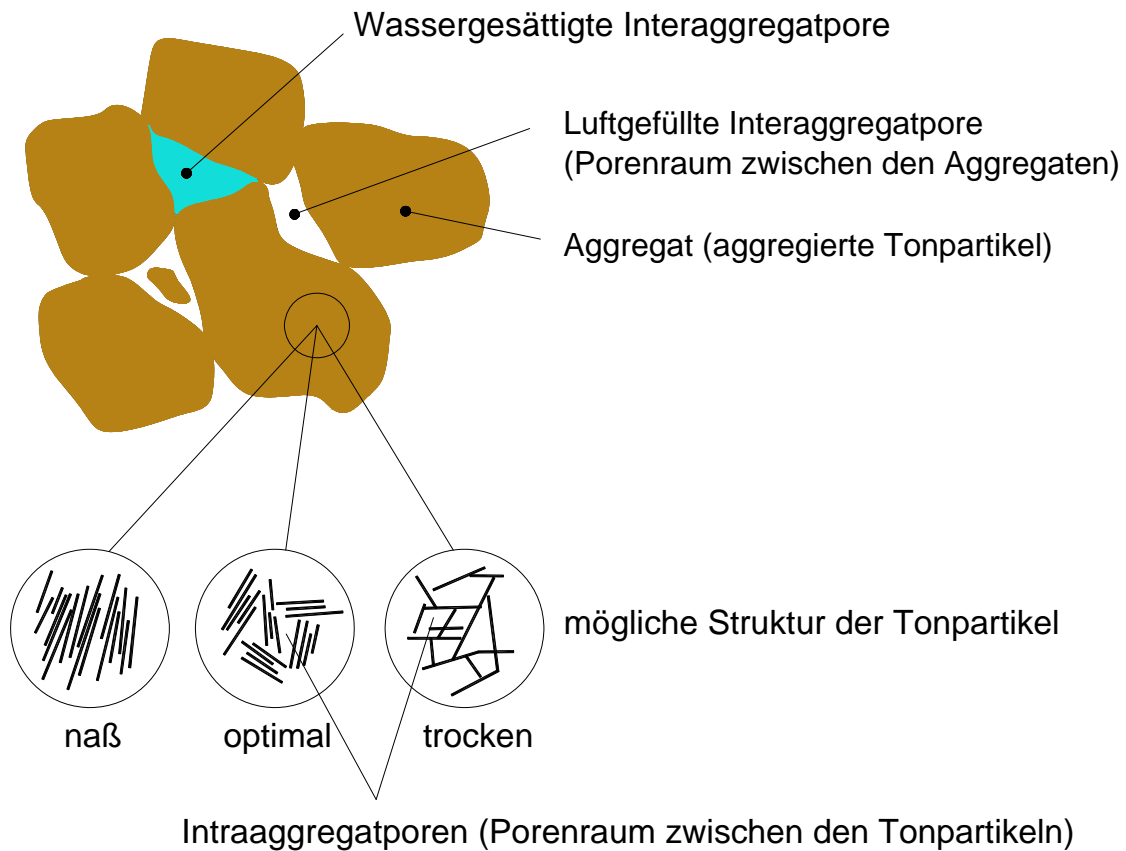 Wassergesättigte Interaggregatpore
Luftgefüllte Interaggregatpore
(Porenraum zwischen den Aggregaten)
Aggregat (aggregierte Tonpartikel)
mögliche Struktur der Tonpartikel
naß
optimal
trocken
Intraaggregatporen (Porenraum zwischen den Tonpartikeln)